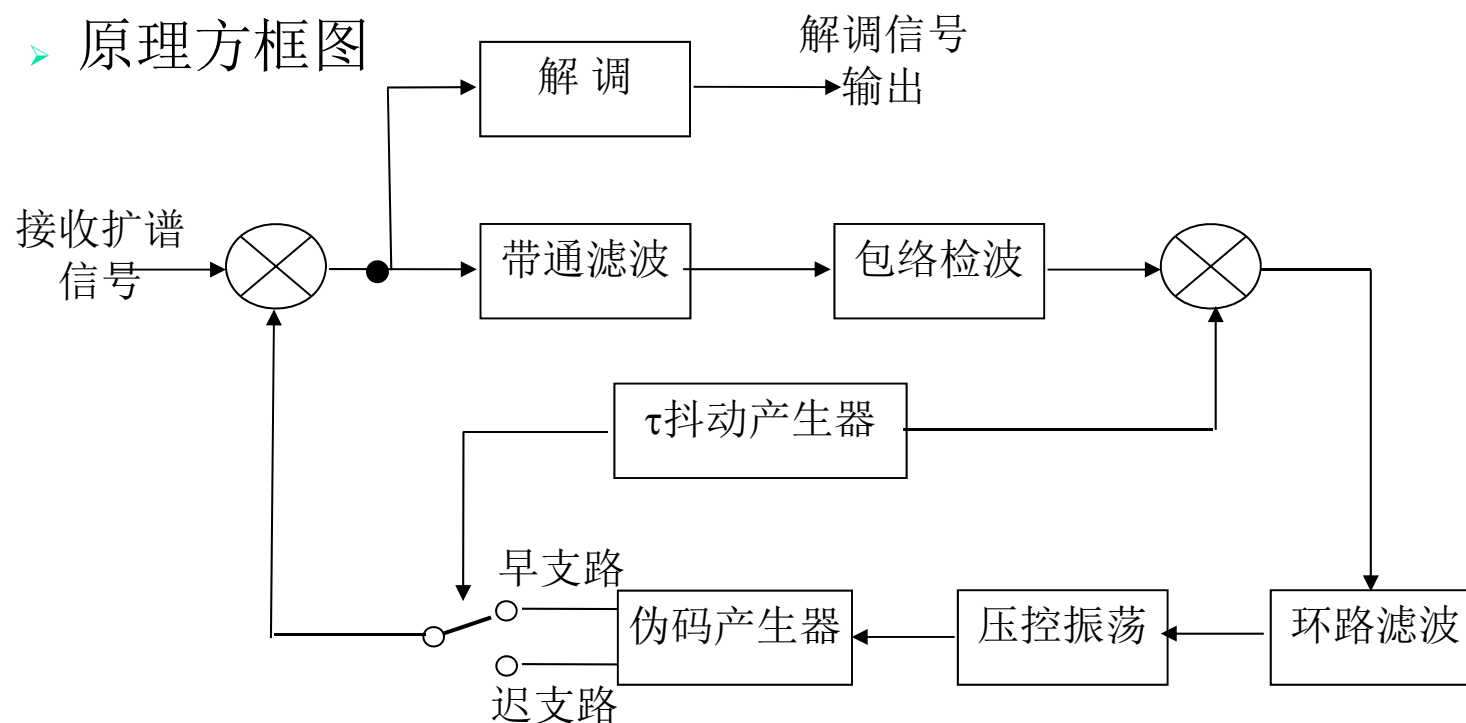 原理方框图
解 调
解调信号
输出
接收扩谱
信号
带通滤波
包络检波
τ抖动产生器
早支路
伪码产生器
压控振荡
环路滤波
迟支路